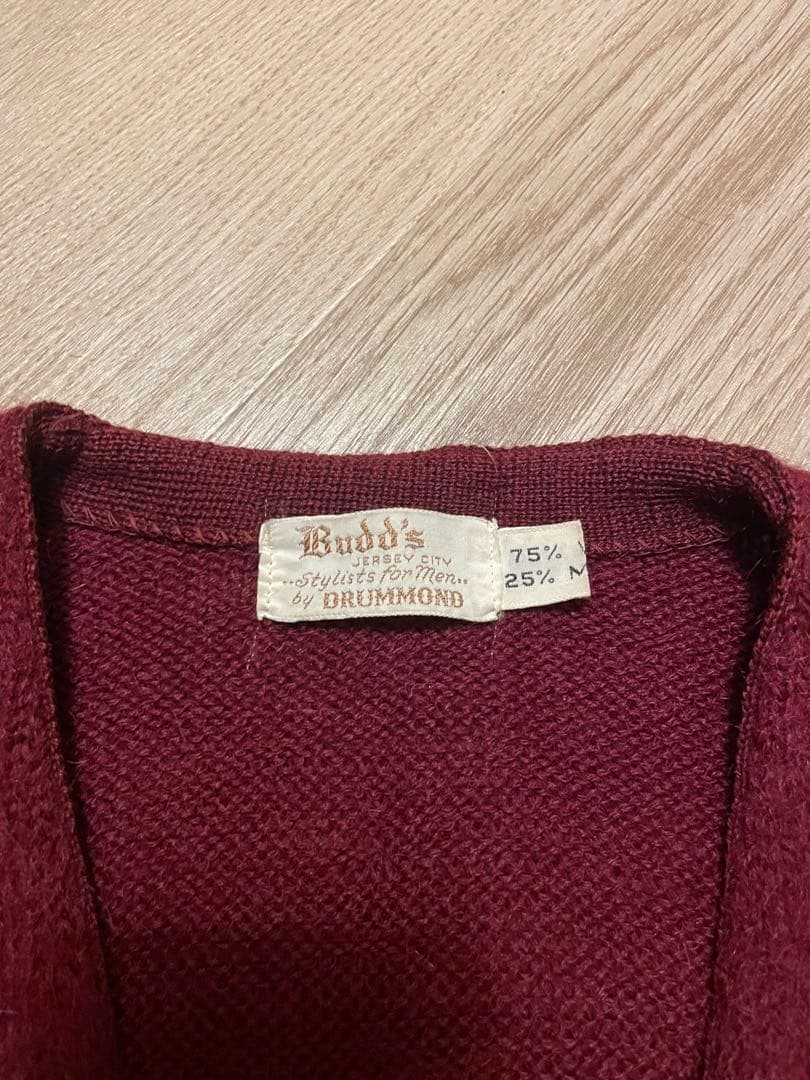 Budd's
JERSEY CITY
..Stylists for Men..
by DRUMMOND
75%
25% M